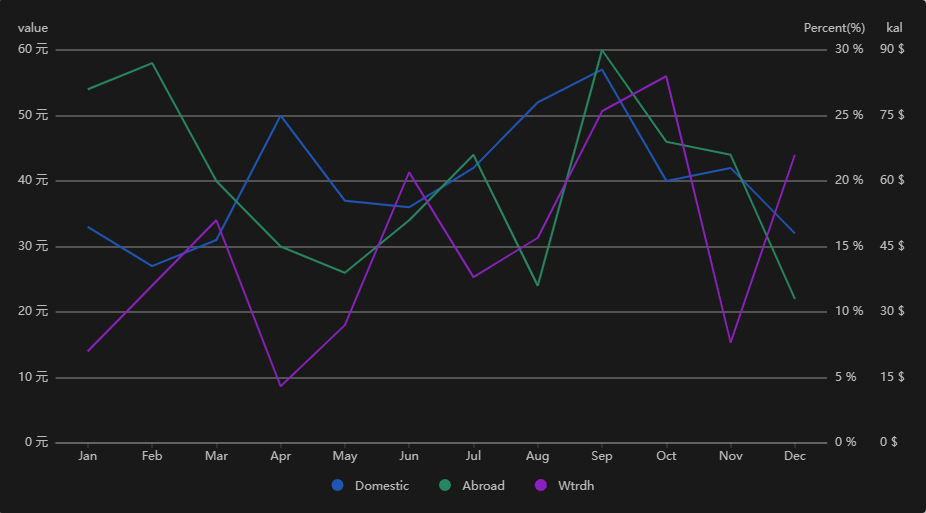 value Percent(%) kal
60 元 30 % 90 $
50 元 25 % 75 $
40 元 20 % 60 $
30 元 15 % 45 $
20 元 10 % 30 $
10 元 5 % 15 $
0 元 0 % 0 $
Jan Feb Mar Apr May Jun Jul Aug Sep Oct Nov Dec
Domestic Abroad Wtrdh